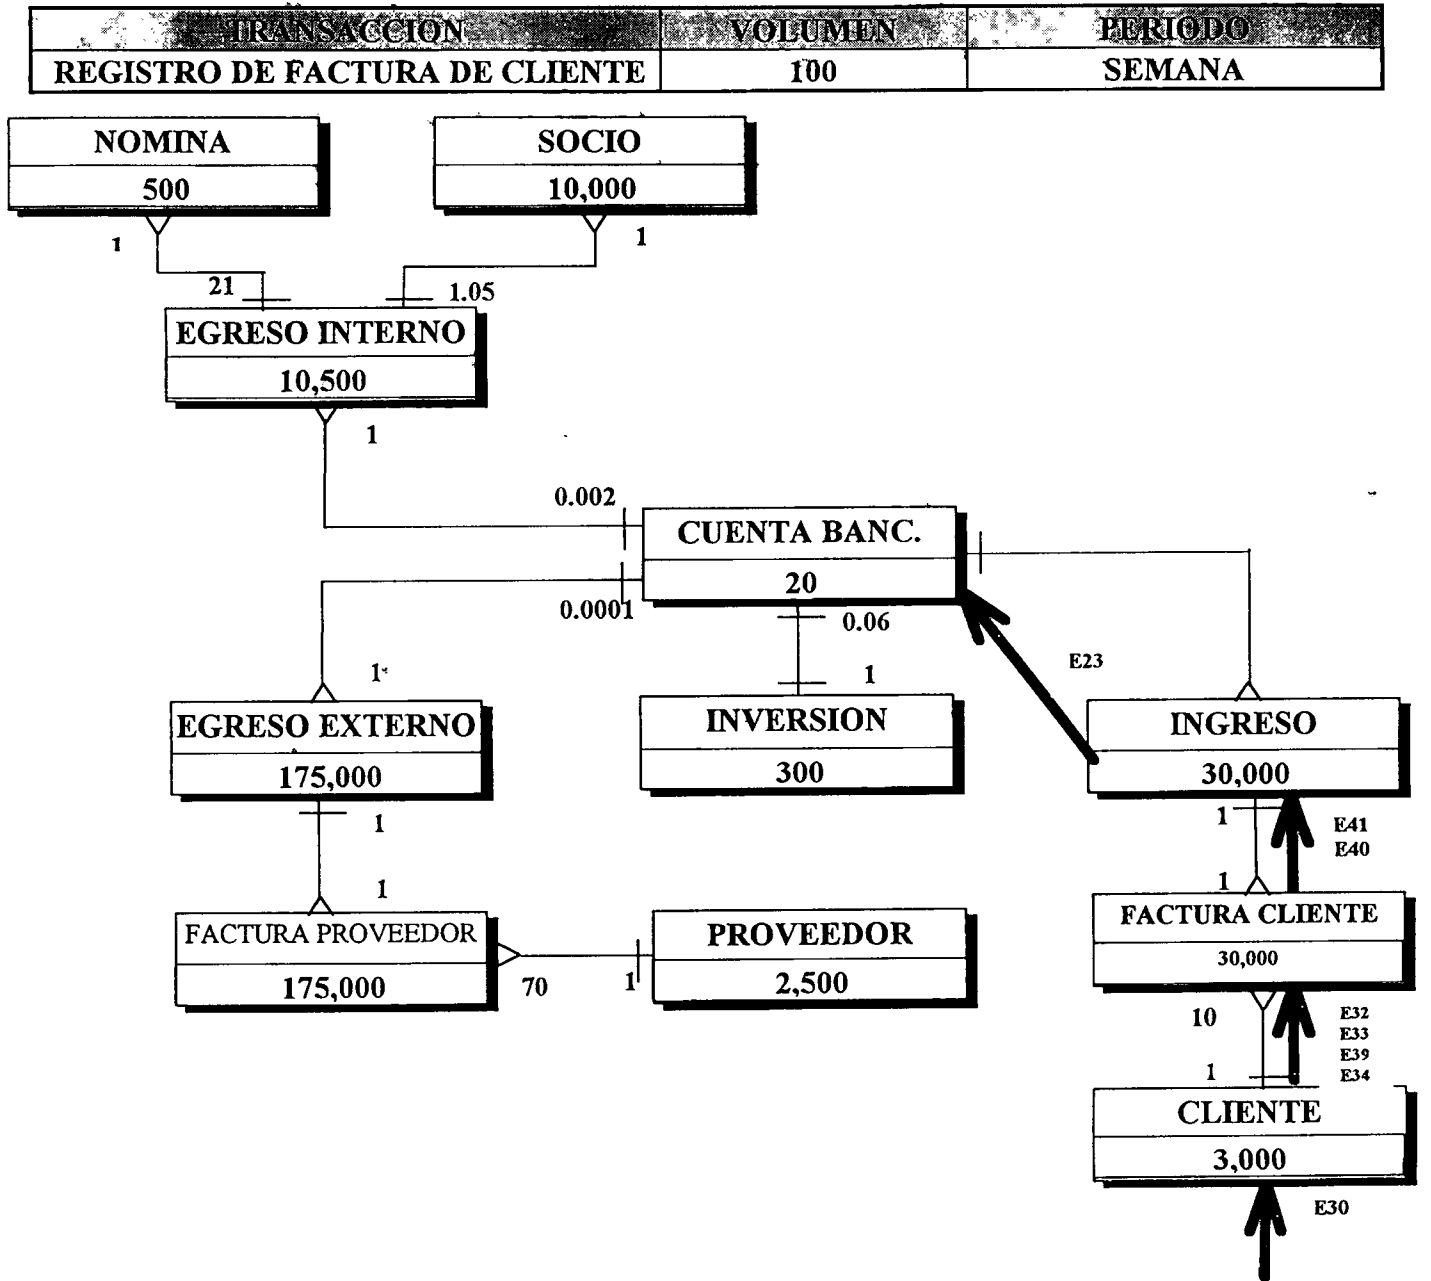 TRANSACCION VOLUMEN PERIODO
REGISTRO DE FACTURA DE CLIENTE 100 SEMANA
NOMINA
500
SOCIO
10,000
1
1
21
1.05
EGRESO INTERNO
10,500
1
0.002
CUENTA BANC.
20
0.0001
0.06
E23
1
1
EGRESO EXTERNO
175,000
INVERSION
300
INGRESO
30,000
1
1
E41
E40
1
1
FACTURA PROVEEDOR
175,000
70
1
PROVEEDOR
2,500
FACTURA CLIENTE
30,000
10
1
E32
E33
E39
E34
CLIENTE
3,000
E30